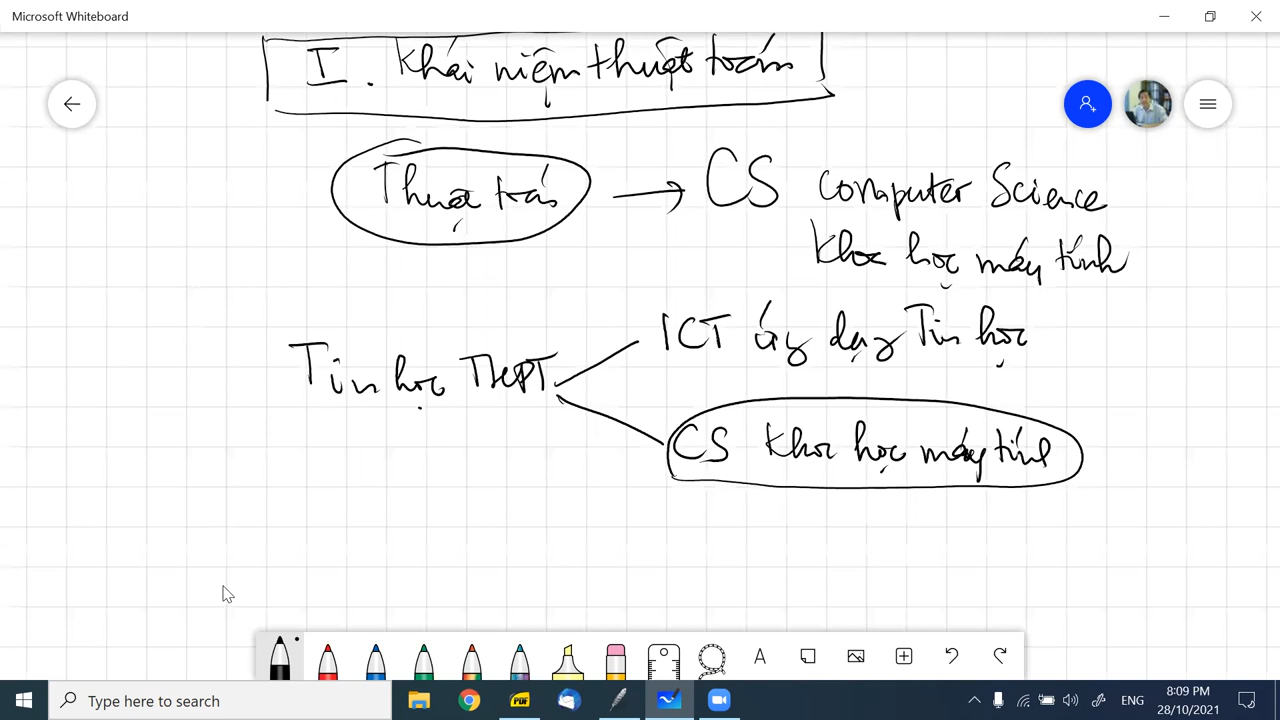 Microsoft Whiteboard
I. Khái niệm thuật toán
Thuật toán → CS Computer Science
Khoa học máy tính
ICT ứng dụng Tin học
Tin học THPT
CS Khoa học máy tính
Type here to search
ENG
8:09 PM
28/10/2021